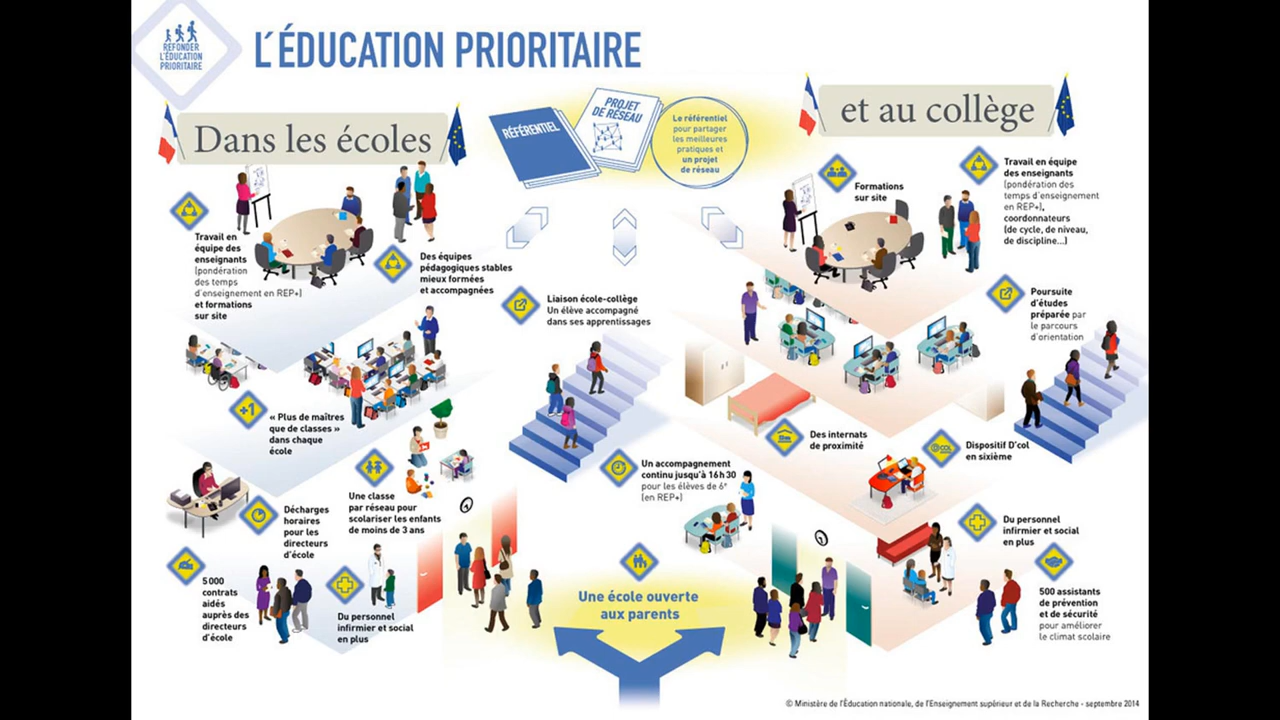 REFONDER
L'ÉDUCATION
PRIORITAIRE
L'ÉDUCATION PRIORITAIRE
Dans les écoles
RÉFÉRENTIEL
PROJET
DE RÉSEAU
Le référentiel
pour partager
les meilleures
pratiques et
un projet
de réseau
et au collège
Travail en
équipe des
enseignants
(pondération
des temps
d'enseignement en REP+)
et formations
sur site
Des équipes
pédagogiques stables
mieux formées
et accompagnées
Liaison école-collège
Un élève accompagné
dans ses apprentissages
Formations
sur site
Travail en équipe
des enseignants
(pondération des
temps d'enseignement
en REP+),
coordonnateurs
(de cycle, de niveau,
de discipline...)
Poursuite
d'études
préparée par
le parcours
d'orientation
+1
« Plus de maîtres
que de classes »
dans chaque
école
Une classe
par réseau pour
scolariser les enfants
de moins de 3 ans
Décharges
horaires
pour les
directeurs
d'école
5 000
contrats
aidés
auprès des
directeurs
d'école
Du personnel
infirmier et social
en plus
Un accompagnement
continu jusqu'à 16 h 30
pour les élèves de 6e
(en REP+)
Des internats
de proximité
D'COL
Dispositif D'col
en sixième
Du personnel
infirmier et social
en plus
500 assistants
de prévention
et de sécurité
pour améliorer
le climat scolaire
Une école ouverte
aux parents
© Ministère de l'Éducation nationale, de l'Enseignement supérieur et de la Recherche - septembre 2014